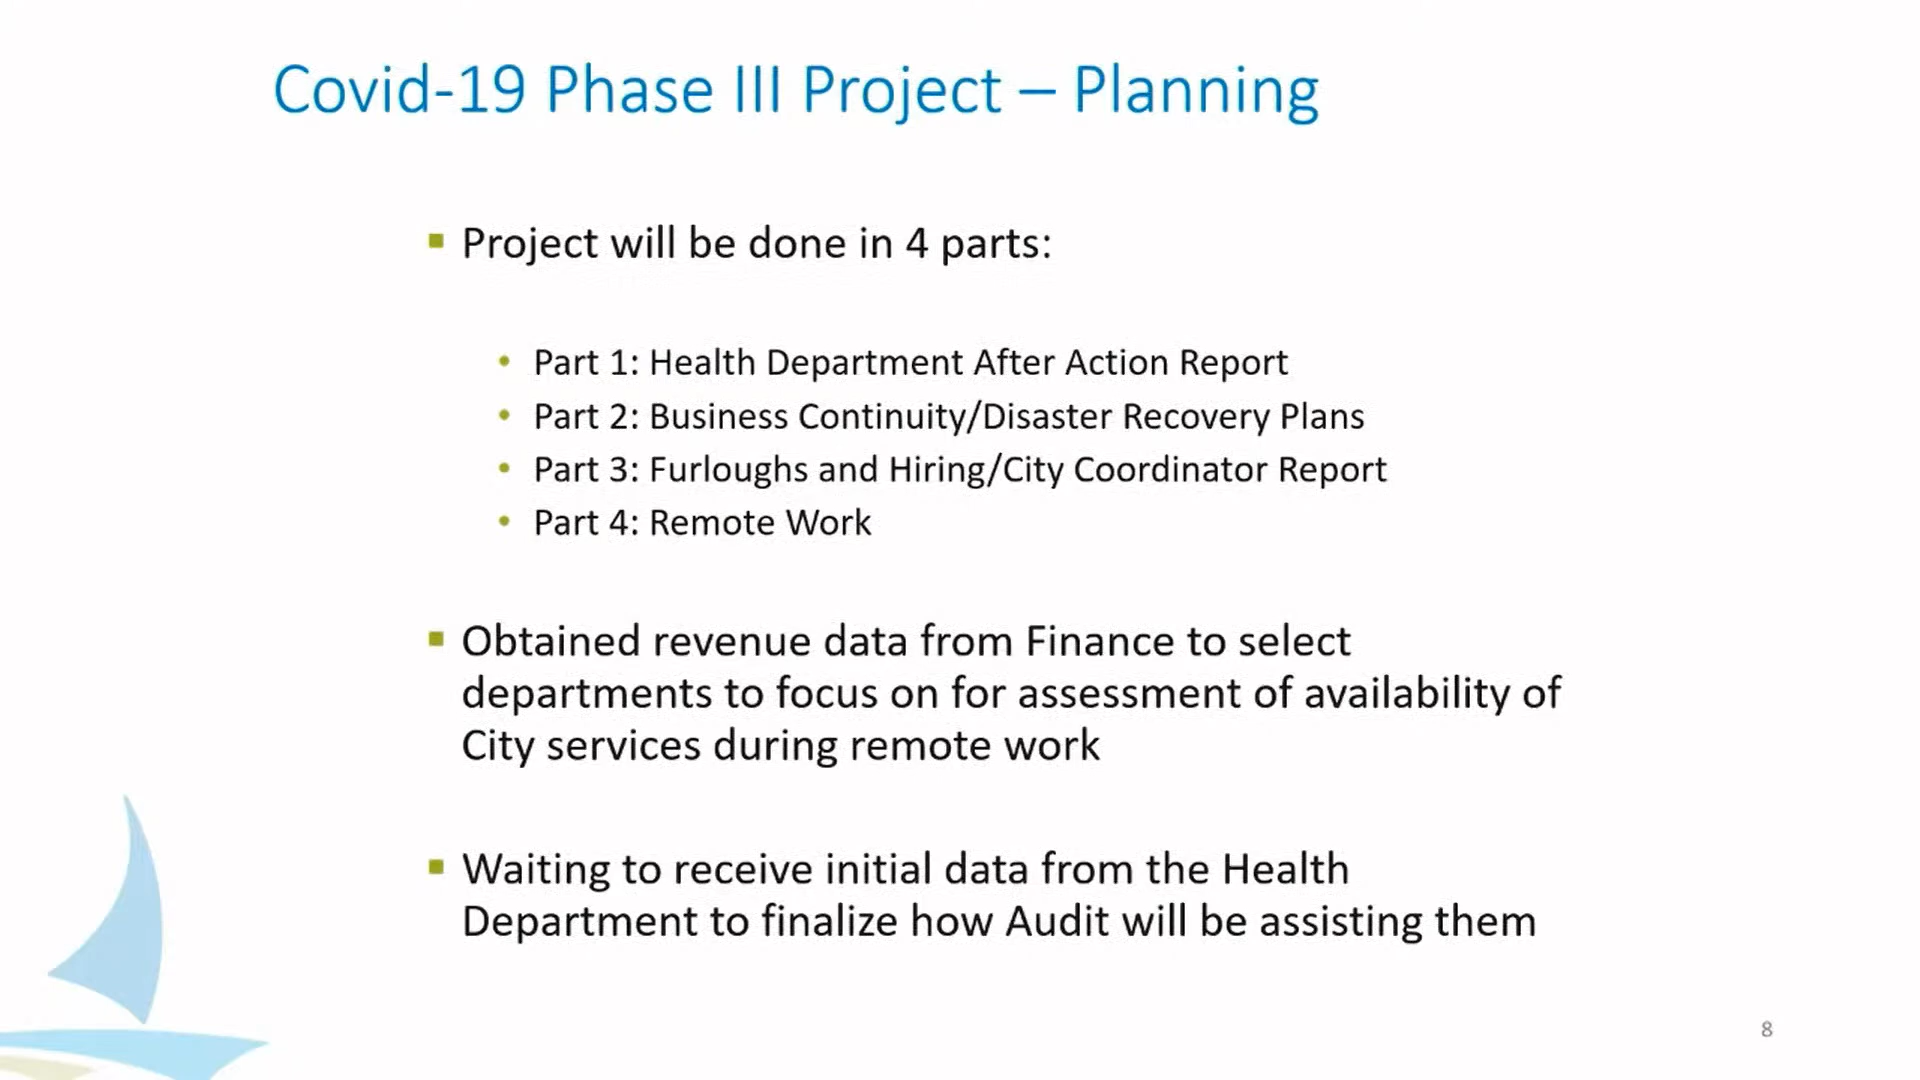 Covid-19 Phase III Project – Planning
▪ Project will be done in 4 parts:
• Part 1: Health Department After Action Report
• Part 2: Business Continuity/Disaster Recovery Plans
• Part 3: Furloughs and Hiring/City Coordinator Report
• Part 4: Remote Work
▪ Obtained revenue data from Finance to select
departments to focus on for assessment of availability of
City services during remote work
▪ Waiting to receive initial data from the Health
Department to finalize how Audit will be assisting them
8